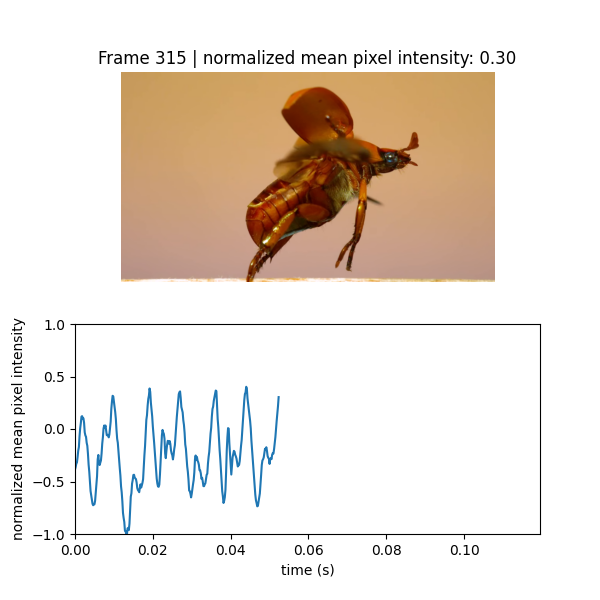 Frame 315 | normalized mean pixel intensity: 0.30
normalized mean pixel intensity
1.0
0.5
0.0
−0.5
−1.0
0.00 0.02 0.04 0.06 0.08 0.10
time (s)